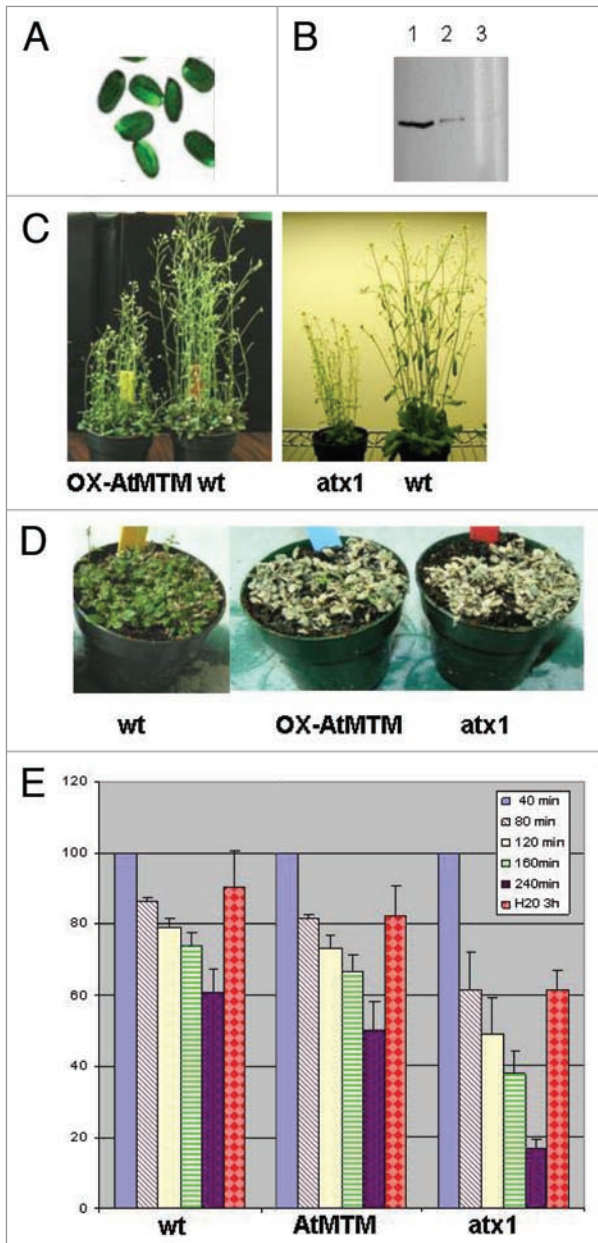 A
B
1 2 3
C
OX-AtMTM wt
atx1 wt
D
wt OX-AtMTM atx1
E
120
100
80
60
40
20
0
40 min
80 min
120 min
160min
240min
H20 3h
wt AtMTM atx1